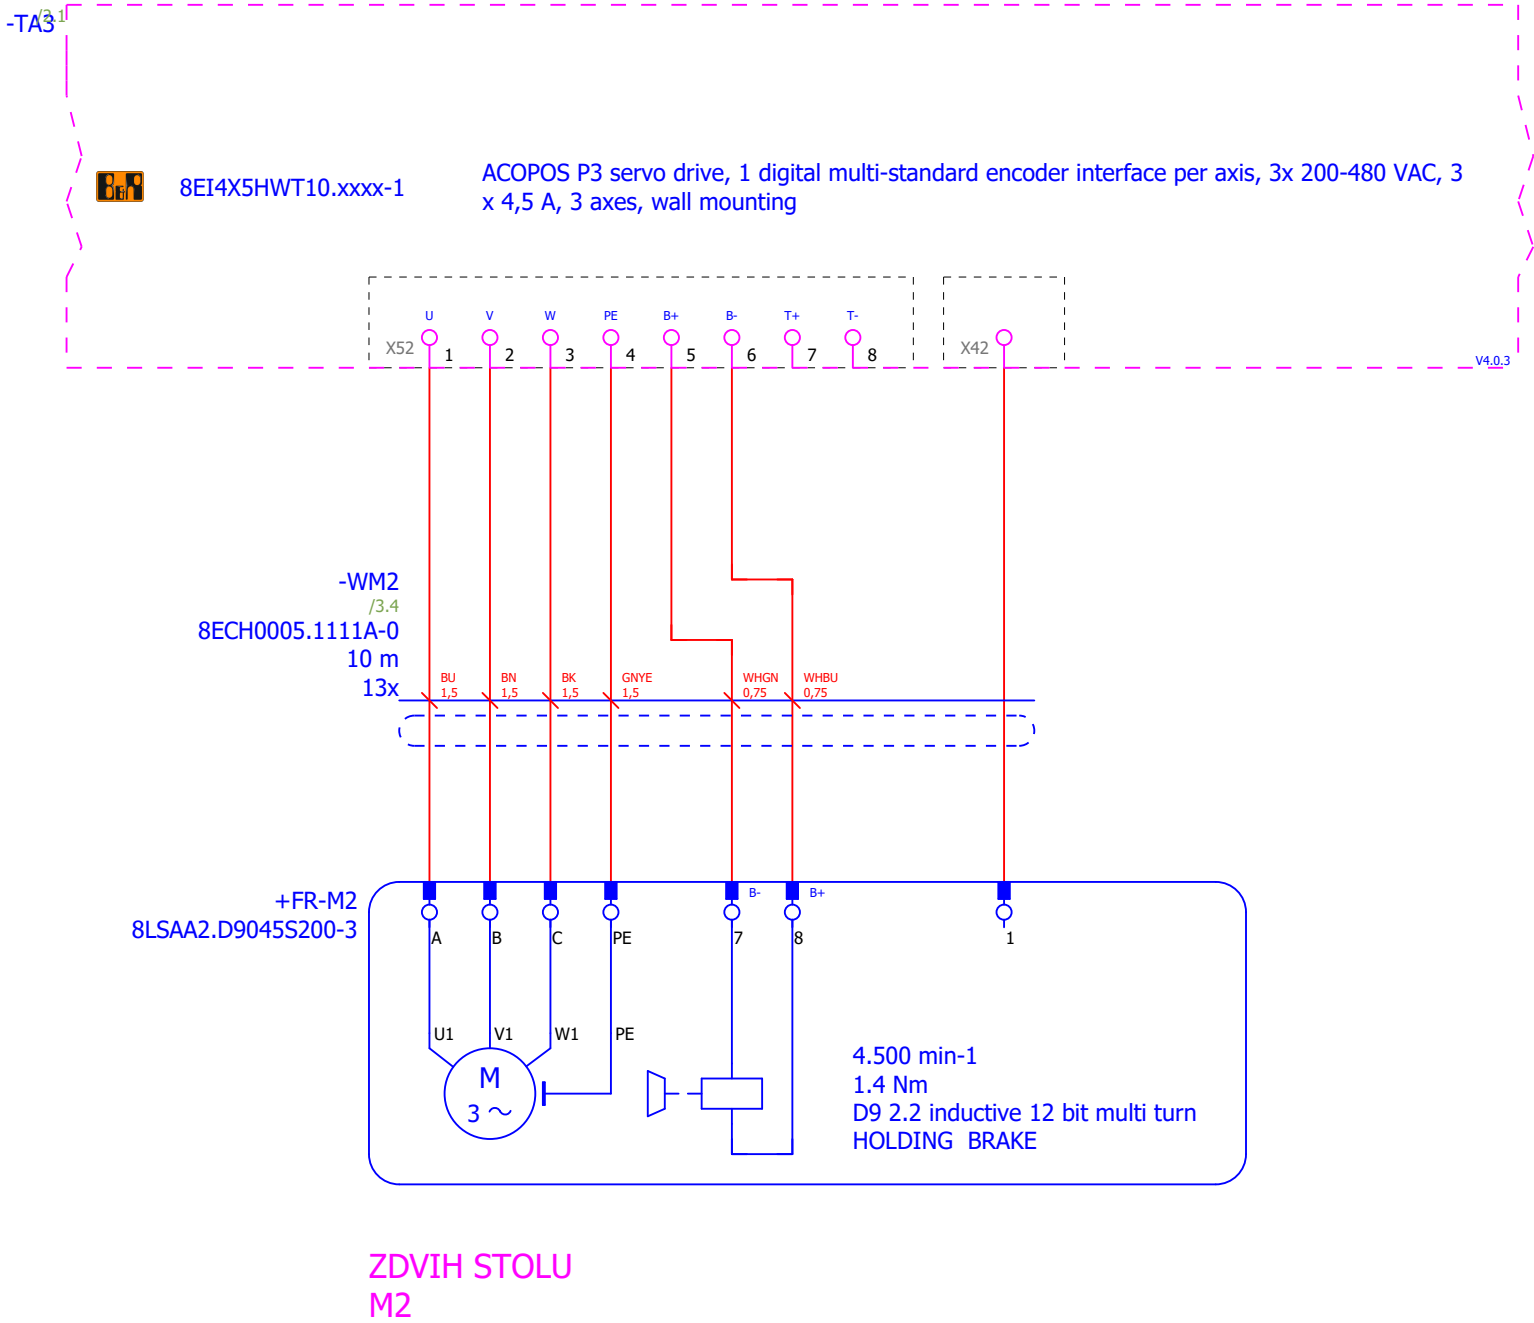 /2.1
-TA3
B&R
8EI4X5HWT10.xxxx-1
ACOPOS P3 servo drive, 1 digital multi-standard encoder interface per axis, 3x 200-480 VAC, 3
x 4,5 A, 3 axes, wall mounting
U V W PE B+ B- T+ T-
X52 1 2 3 4 5 6 7 8 X42
V4.0.3
-WM2
/3.4
8ECH0005.1111A-0
10 m
13x
BU BN BK GNYE WHGN WHBU
1,5 1,5 1,5 1,5 0,75 0,75
+FR-M2
8LSAA2.D9045S200-3
B- B+
A B C PE 7 8 1
U1 V1 W1 PE
M
3 ~
4.500 min-1
1.4 Nm
D9 2.2 inductive 12 bit multi turn
HOLDING BRAKE
ZDVIH STOLU
M2